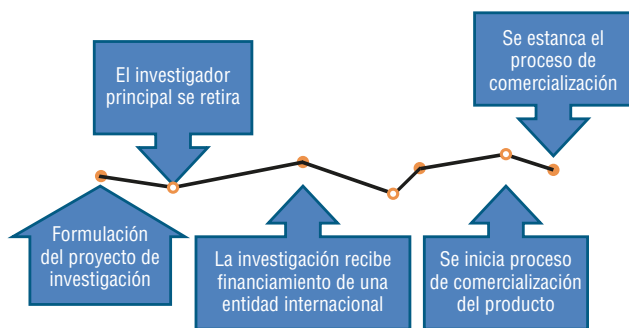 El investigador
principal se retira
Se estanca el
proceso de
comercialización
Formulación
del proyecto de
investigación
La investigación recibe
financiamiento de una
entidad internacional
Se inicia proceso
de comercialización
del producto